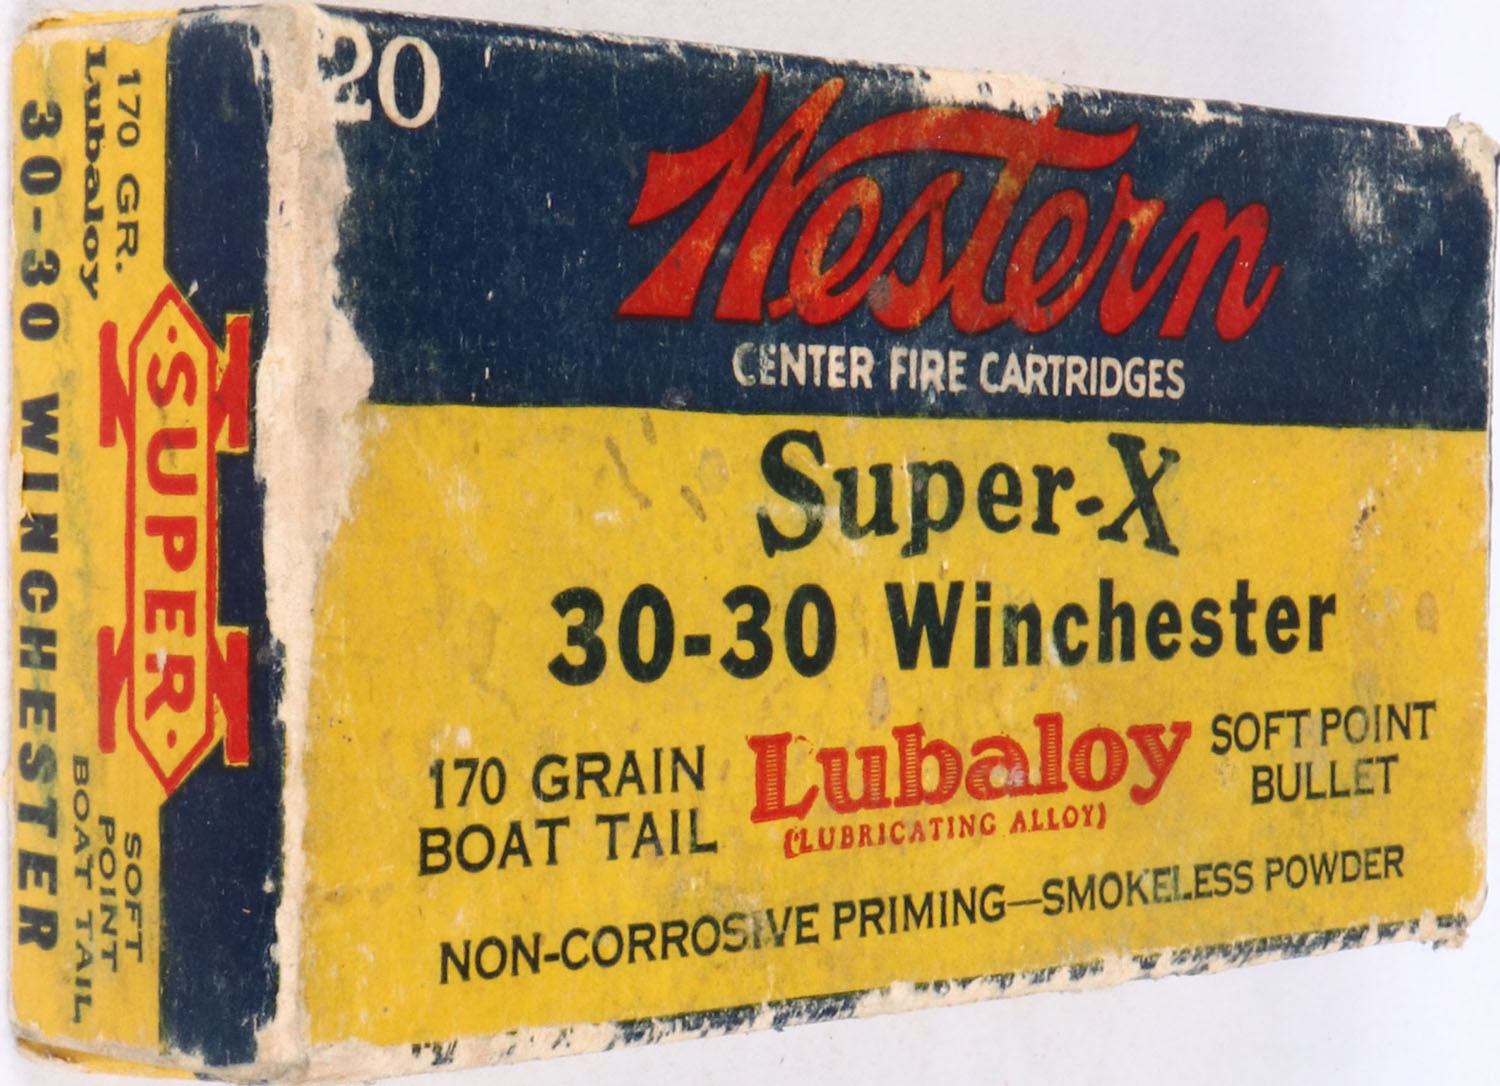 20
Western
CENTER FIRE CARTRIDGES
Super-X
30-30 Winchester
170 GRAIN
BOAT TAIL
Lubaloy
(LUBRICATING ALLOY)
SOFT POINT
BULLET
NON-CORROSIVE PRIMING—SMOKELESS POWDER
170 GR.
Lubaloy
30-30 WINCHESTER
·SUPER·
X X
SOFT
POINT
BOAT TAIL